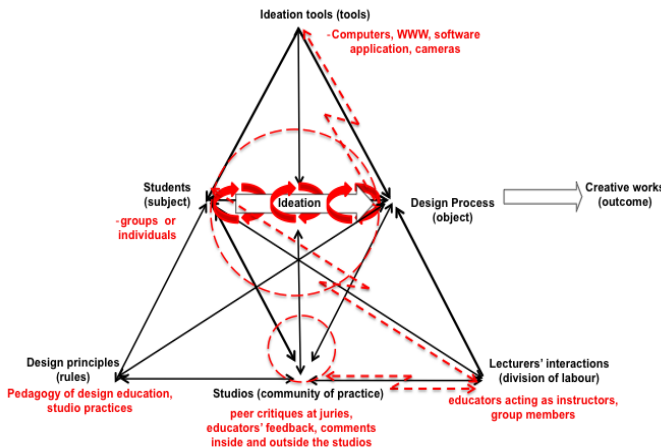 Ideation tools (tools)
-Computers, WWW, software
application, cameras
Students
(subject)
-groups or
individuals
Ideation
Design Process
(object)
Creative works
(outcome)
Design principles
(rules)
Pedagogy of design education,
studio practices
Studios (community of practice)
peer critiques at juries,
educators' feedback, comments
inside and outside the studios
Lecturers' interactions
(division of labour)
educators acting as instructors,
group members